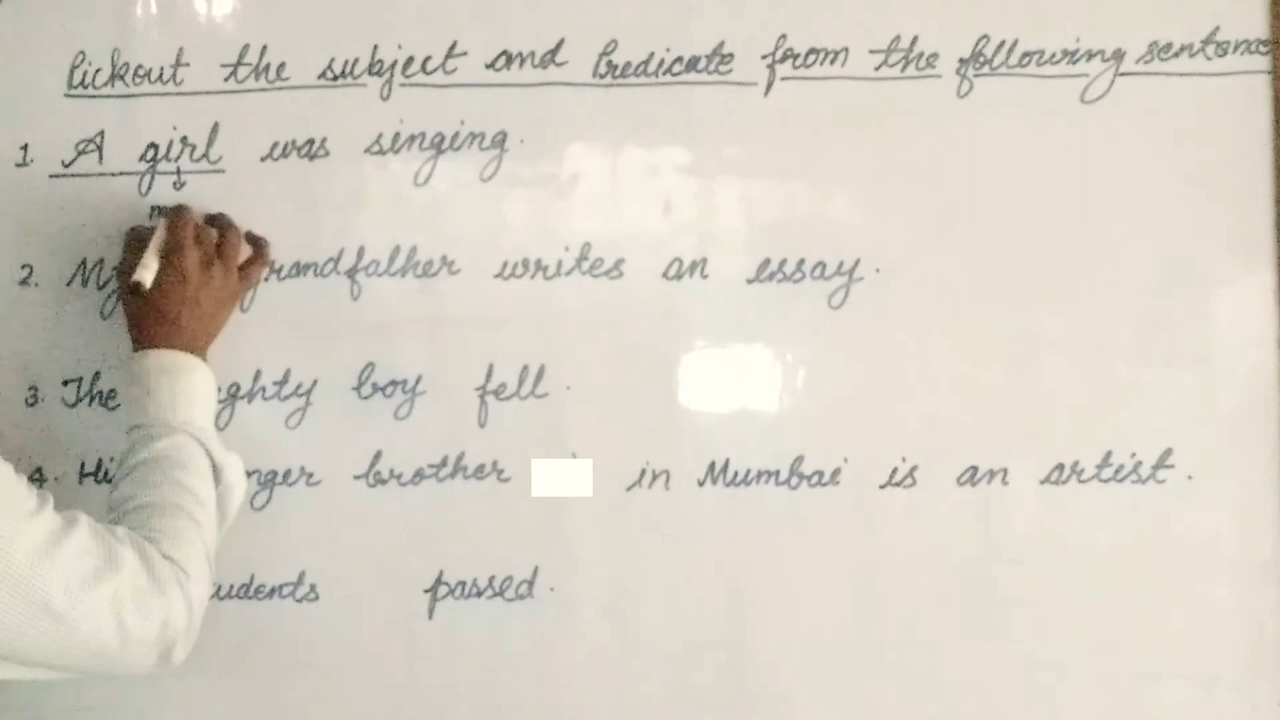 Pickout the subject and Predicate from the following sentence
1. A girl was singing.
2. My grandfather writes an essay.
3. The boy fell.
4. brother in Mumbai is an artist.
passed.